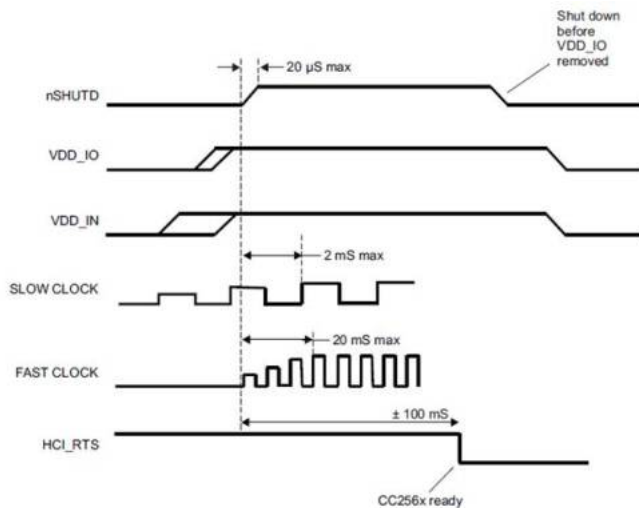 Shut down
before
VDD_IO
removed
20 µS max
nSHUTD
VDD_IO
VDD_IN
2 mS max
SLOW CLOCK
20 mS max
FAST CLOCK
± 100 mS
HCI_RTS
CC256x ready